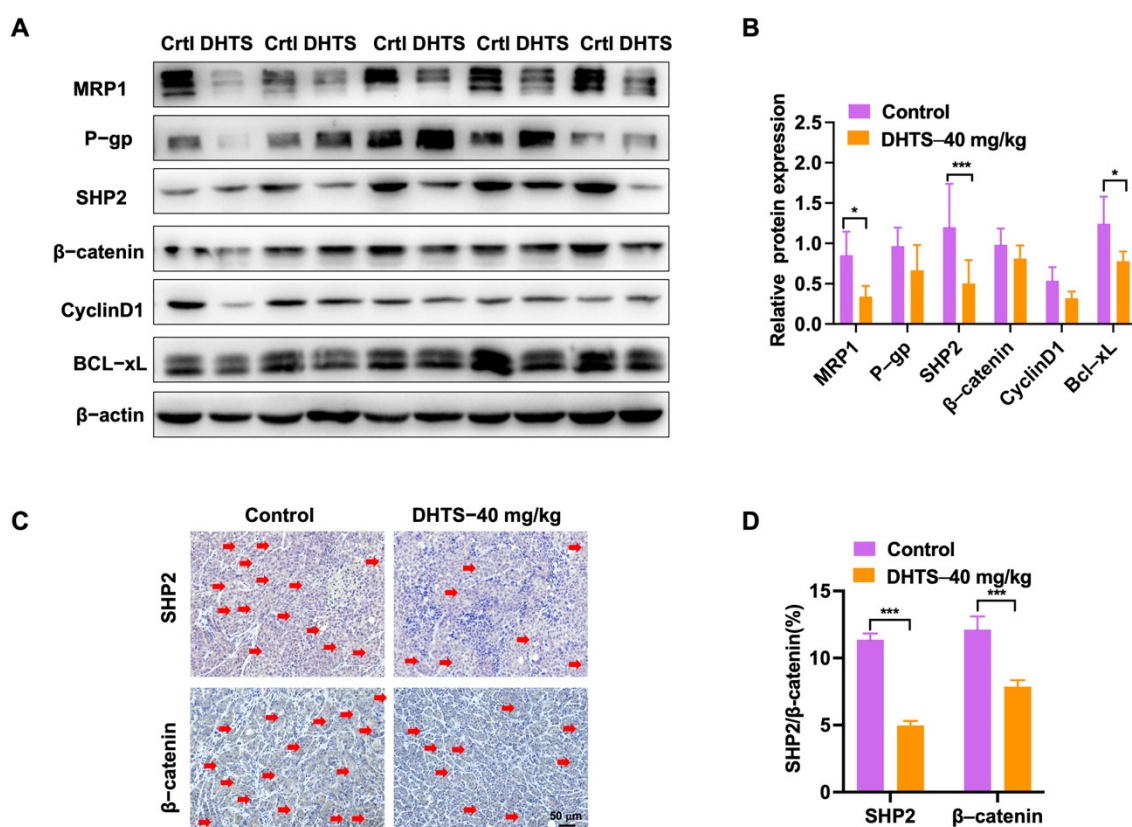 A
Crtl DHTS Crtl DHTS Crtl DHTS Crtl DHTS Crtl DHTS
MRP1
P−gp
SHP2
β−catenin
CyclinD1
BCL−xL
β−actin
B
Control
DHTS−40 mg/kg
Relative protein expression
2.5
2.0
1.5
1.0
0.5
0.0
*
***
*
MRP1
P−gp
SHP2
β−catenin
CyclinD1
Bcl−xL
C
Control
DHTS−40 mg/kg
SHP2
β−catenin
50 μm
D
Control
DHTS−40 mg/kg
SHP2/β−catenin(%)
15
10
5
0
***
***
SHP2
β−catenin